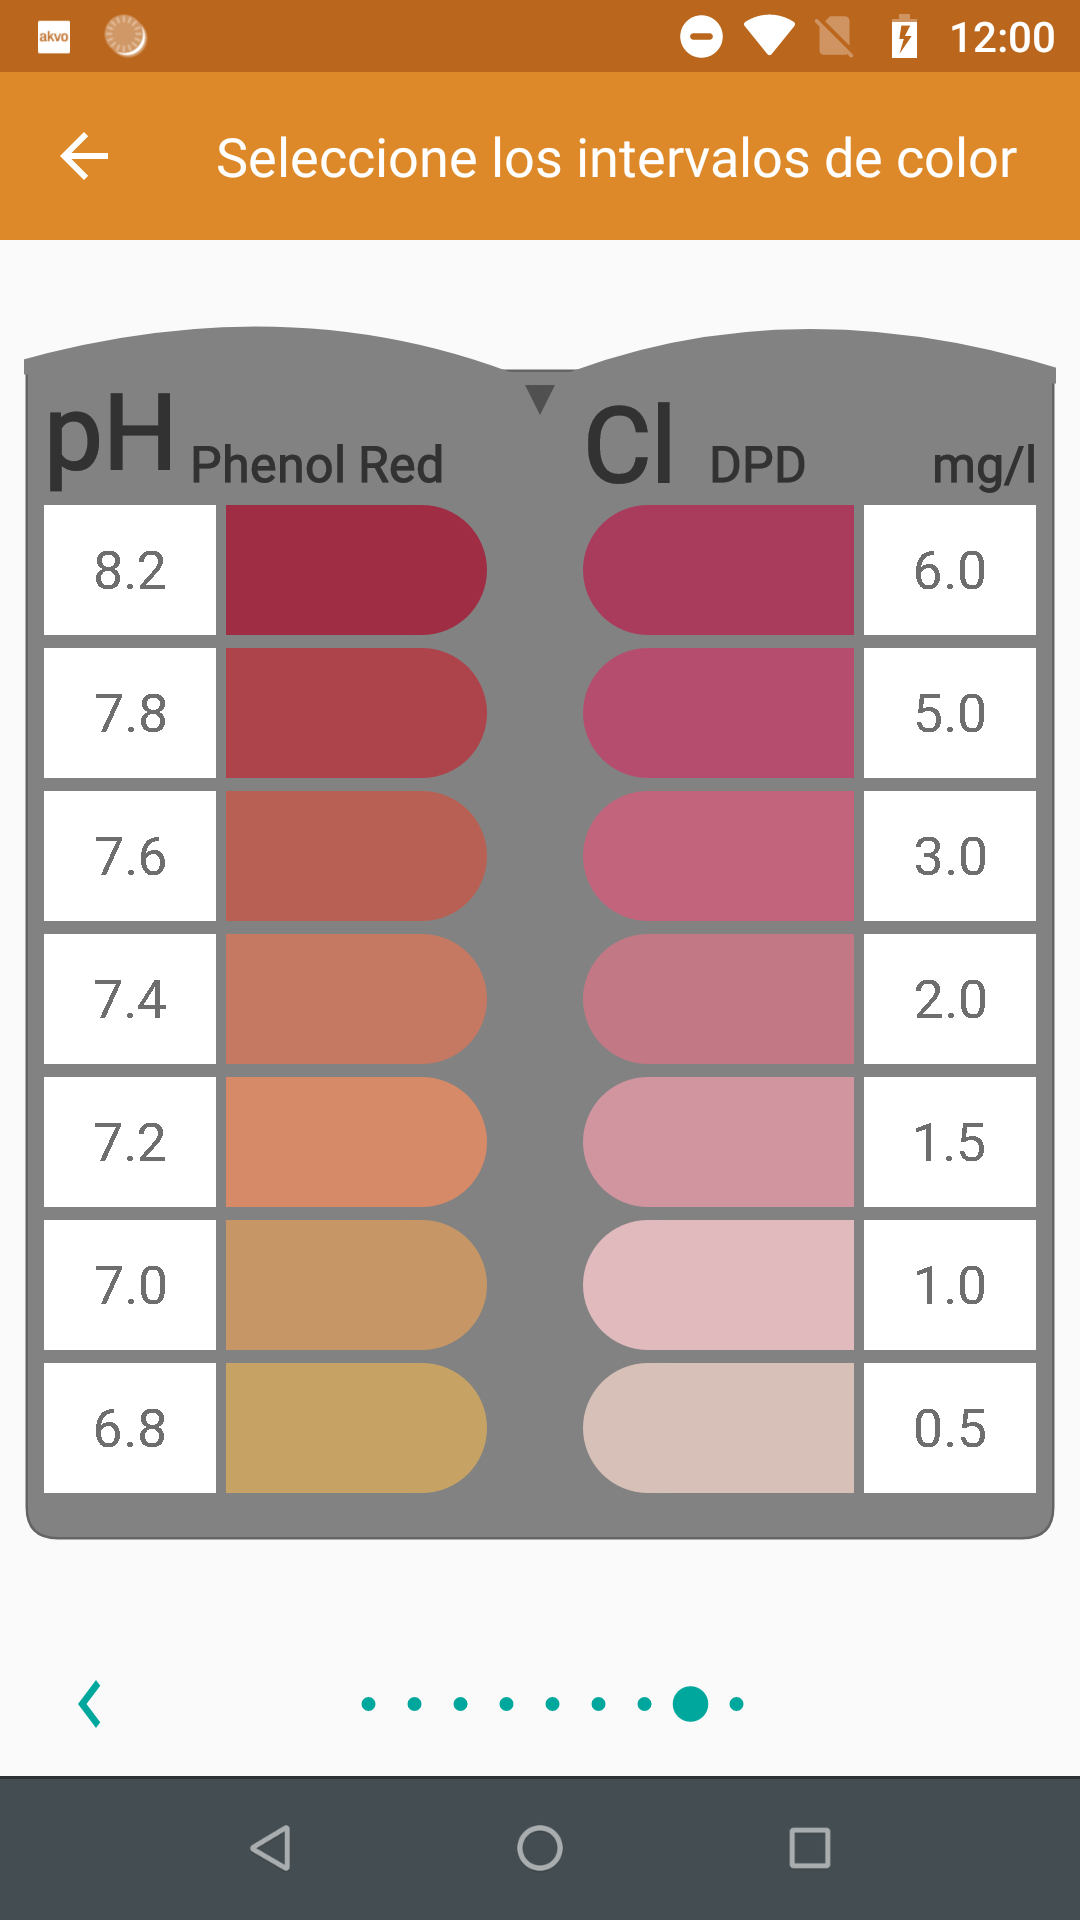 akvo
12:00
Seleccione los intervalos de color
pH Phenol Red Cl DPD mg/l
8.2 6.0
7.8 5.0
7.6 3.0
7.4 2.0
7.2 1.5
7.0 1.0
6.8 0.5